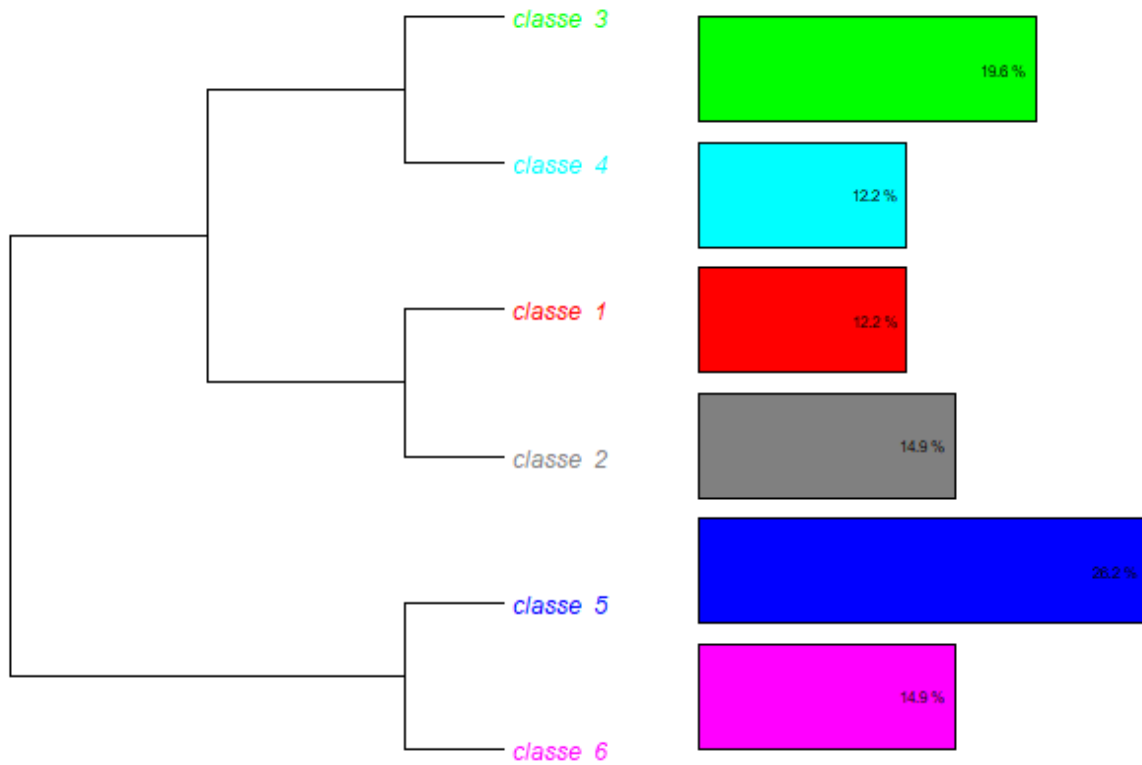 classe 3
19.6 %
classe 4
12.2 %
classe 1
12.2 %
classe 2
14.9 %
classe 5
26.2 %
classe 6
14.9 %